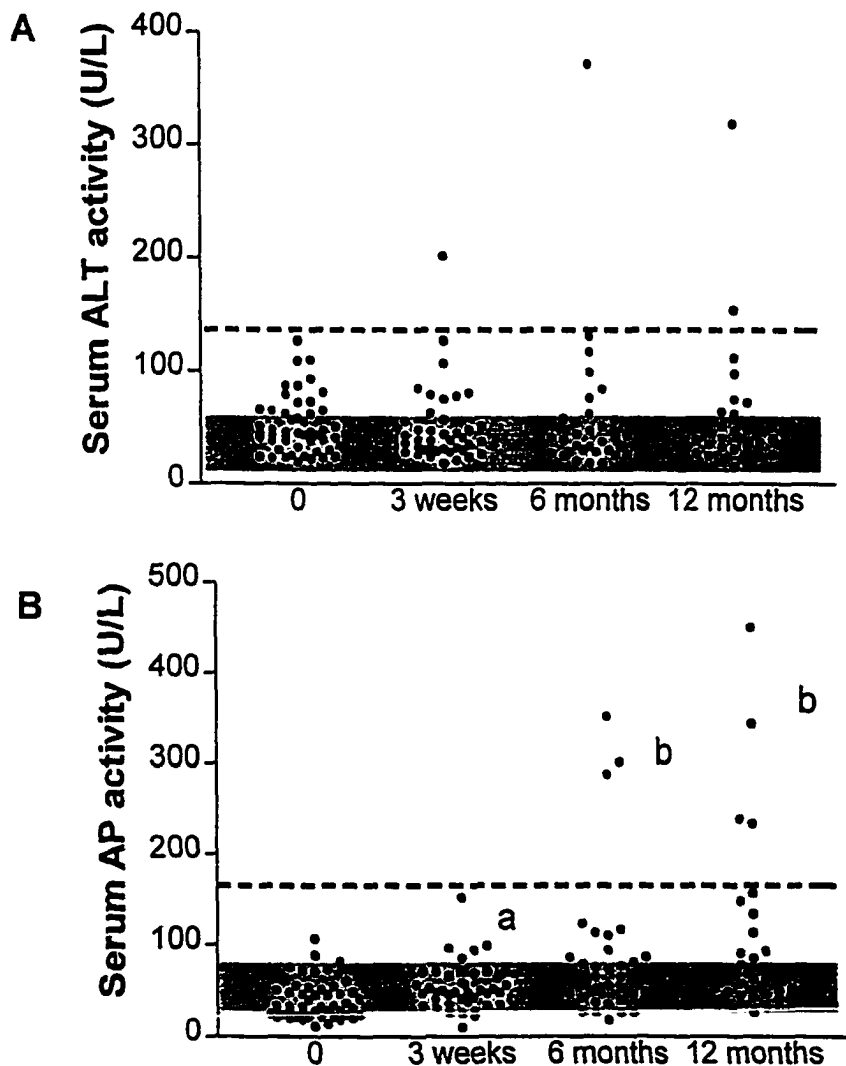 A
Serum ALT activity (U/L)
400
300
200
100
0
0 3 weeks 6 months 12 months
B
Serum AP activity (U/L)
500
400
300
200
100
0
a
b
b
0 3 weeks 6 months 12 months